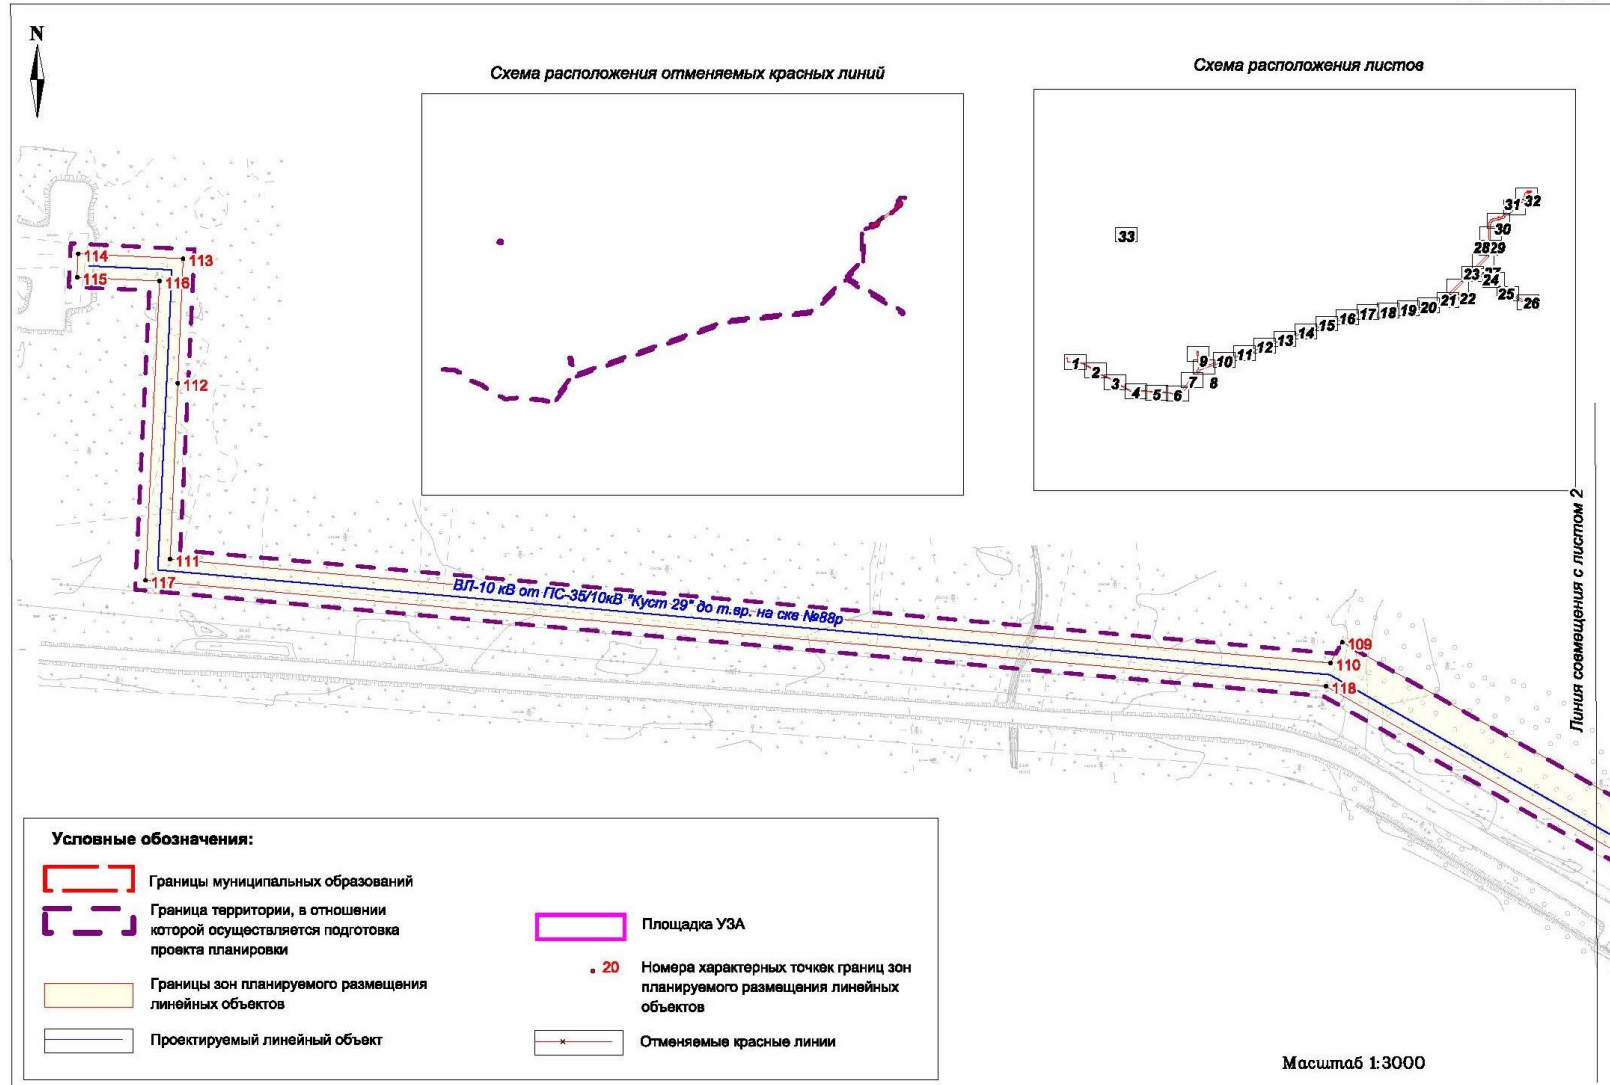 N
Схема расположения отменяемых красных линий
Схема расположения листов
33
31 32
30
28 29
23 27
24
25
26
21 22
20
19
18
17
16
15
14
13
12
11
10
9
8
7
6
5
4
3
2
1
114
113
115
116
112
111
117
ВЛ-10 кВ от ПС-35/10кВ "Куст 29" до т.вр. на скв №88р
109
110
118
Линия совмещения с листом 2
Условные обозначения:
Границы муниципальных образований
Граница территории, в отношении
которой осуществляется подготовка
проекта планировки
Границы зон планируемого размещения
линейных объектов
Проектируемый линейный объект
Площадка УЗА
20
Номера характерных точек границ зон
планируемого размещения линейных
объектов
Отменяемые красные линии
Масштаб 1:3000